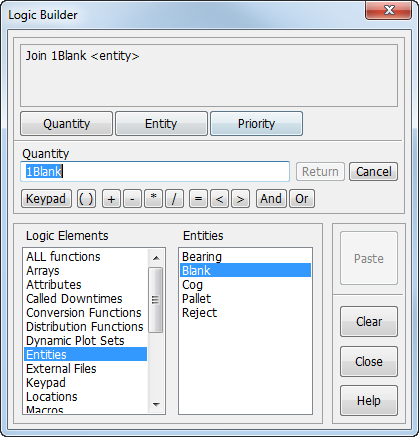 Logic Builder
Join 1Blank <entity>
Quantity Entity Priority
Quantity
1Blank Return Cancel
Keypad ( ) + - * / = < > And Or
Logic Elements
ALL functions
Arrays
Attributes
Called Downtimes
Conversion Functions
Distribution Functions
Dynamic Plot Sets
Entities
External Files
Keypad
Locations
Macros
Entities
Bearing
Blank
Cog
Pallet
Reject
Paste
Clear
Close
Help